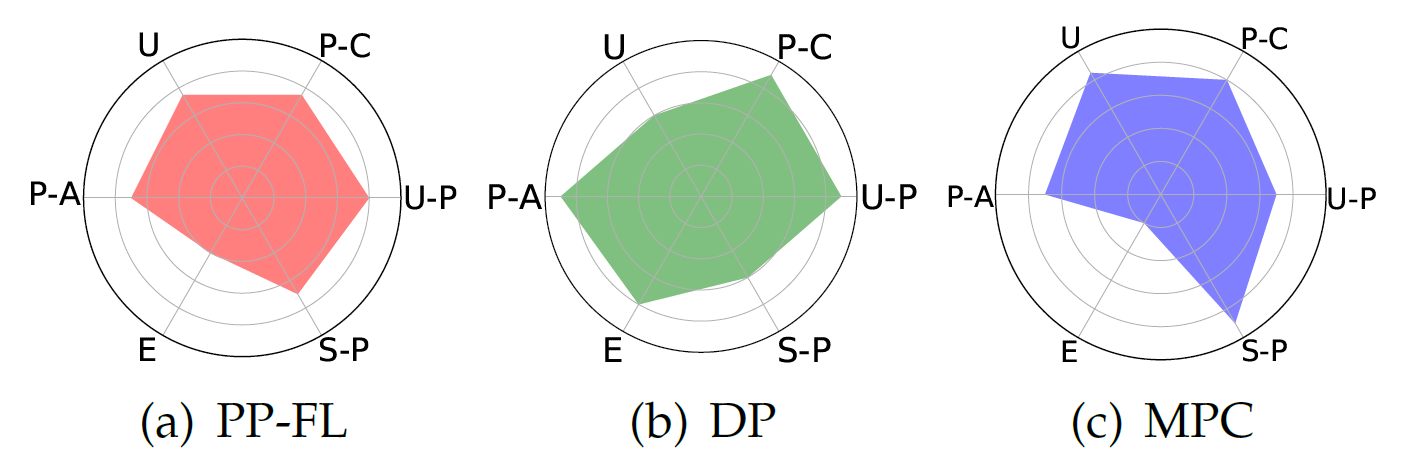 U
P-C
P-A
U-P
E
S-P
(a) PP-FL
U
P-C
P-A
U-P
E
S-P
(b) DP
U
P-C
P-A
U-P
E
S-P
(c) MPC